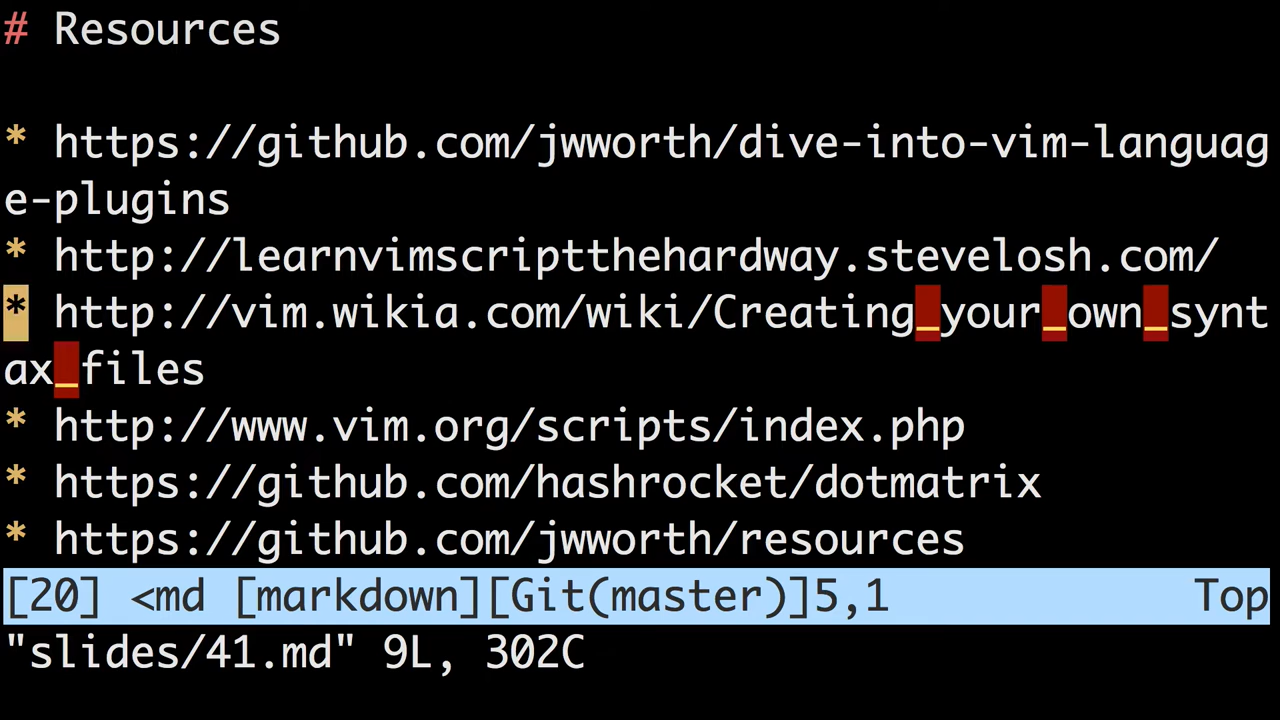 # Resources
* https://github.com/jwworth/dive-into-vim-languag
e-plugins
* http://learnvimscriptthehardway.stevelosh.com/
* http://vim.wikia.com/wiki/Creating_your_own_synt
ax_files
* http://www.vim.org/scripts/index.php
* https://github.com/hashrocket/dotmatrix
* https://github.com/jwworth/resources
[20] <md [markdown][Git(master)]5,1 Top
"slides/41.md" 9L, 302C